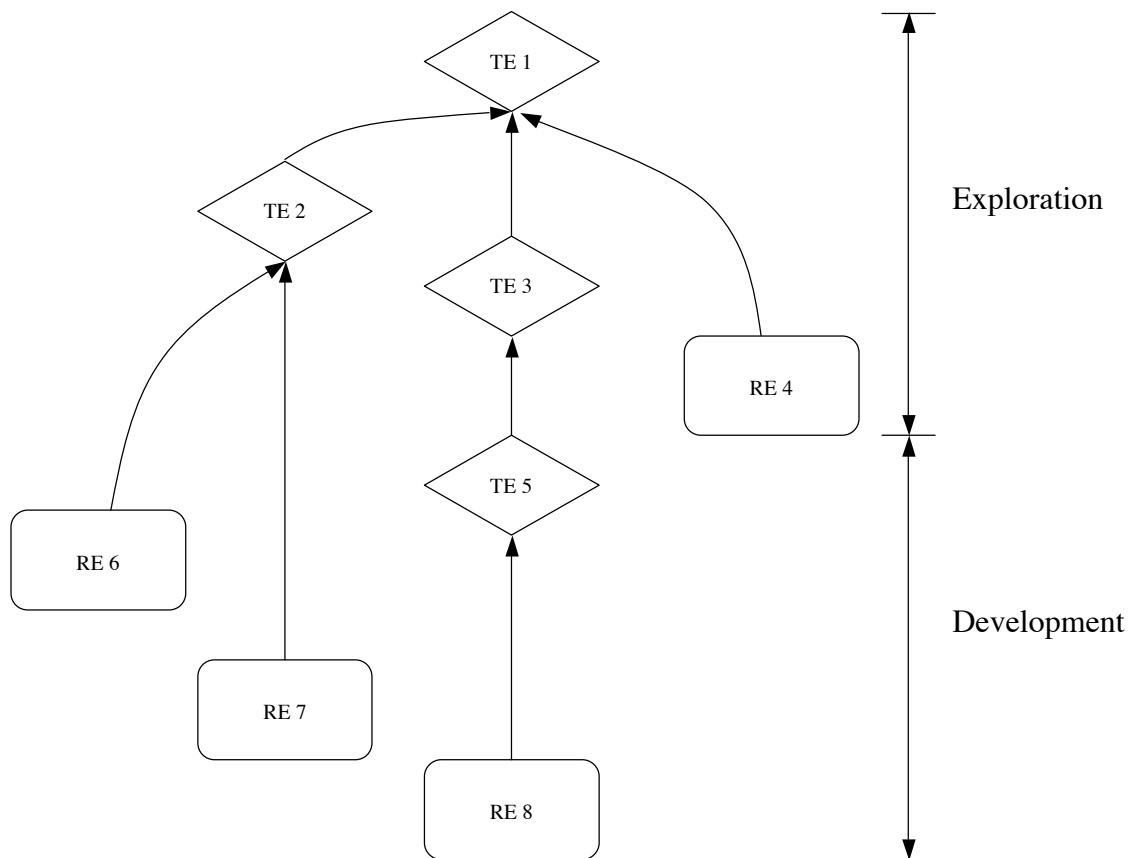 TE 1
Exploration
TE 2
TE 3
RE 4
TE 5
RE 6
Development
RE 7
RE 8